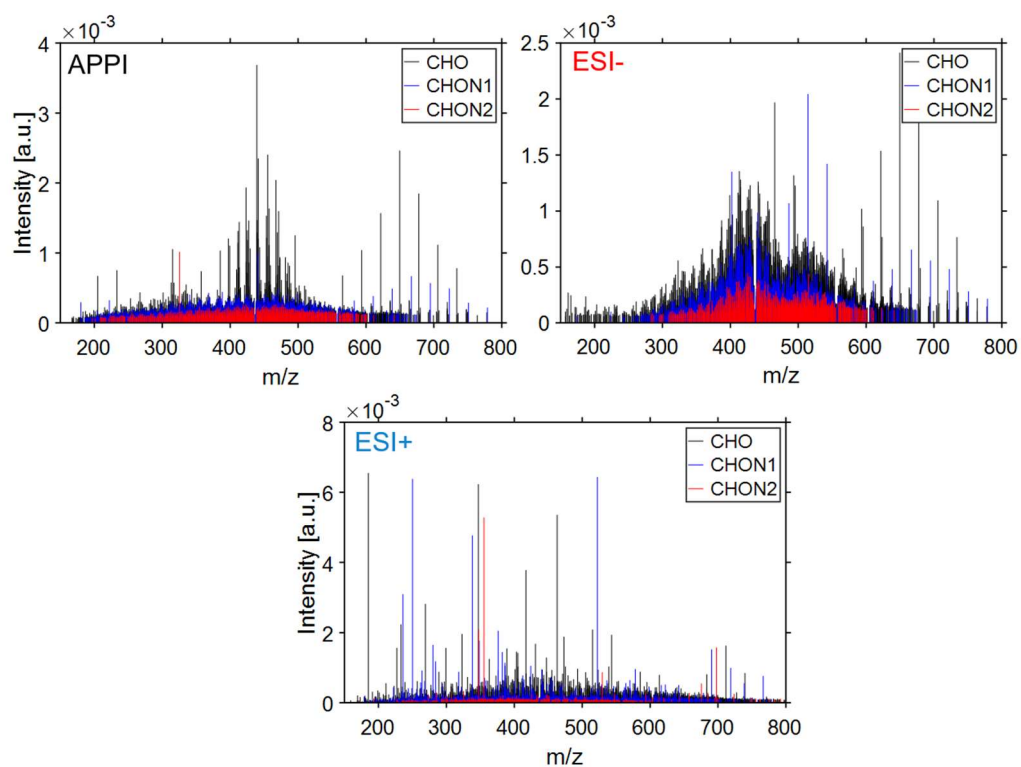 ×10⁻³ ×10⁻³
4 2.5
APPI CHO ESI- CHO
CHON1 CHON1
CHON2 2 CHON2
3
1.5
2
1
1
0.5
0 0
200 300 400 500 600 700 800 200 300 400 500 600 700 800
Intensity [a.u.]
m/z m/z
×10⁻³
8
ESI+ CHO
CHON1
CHON2
6
4
2
0
200 300 400 500 600 700 800
Intensity [a.u.]
m/z